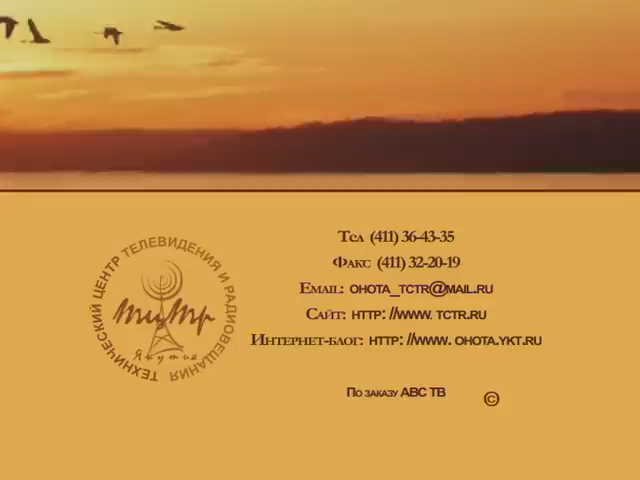 Тел (411) 36-43-35
Факс (411) 32-20-19
Email: ohota_tctr@mail.ru
Сайт: http: //www. tctr.ru
Интернет-блог: http: //www. ohota.ykt.ru
По заказу АВС ТВ
©
ТЕХНИЧЕСКИЙ ЦЕНТР ТЕЛЕВИДЕНИЯ И РАДИОВЕЩАНИЯ
ТЦТР
Якутия